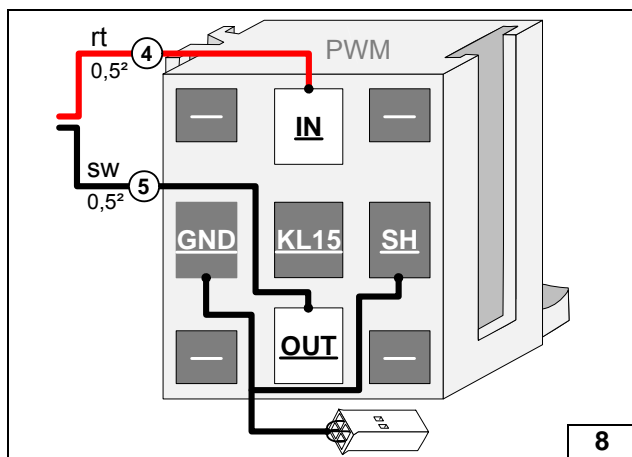 rt
4
PWM
0,5²
—
IN
—
sw
5
0,5²
GND
KL15
SH
—
OUT
—
8